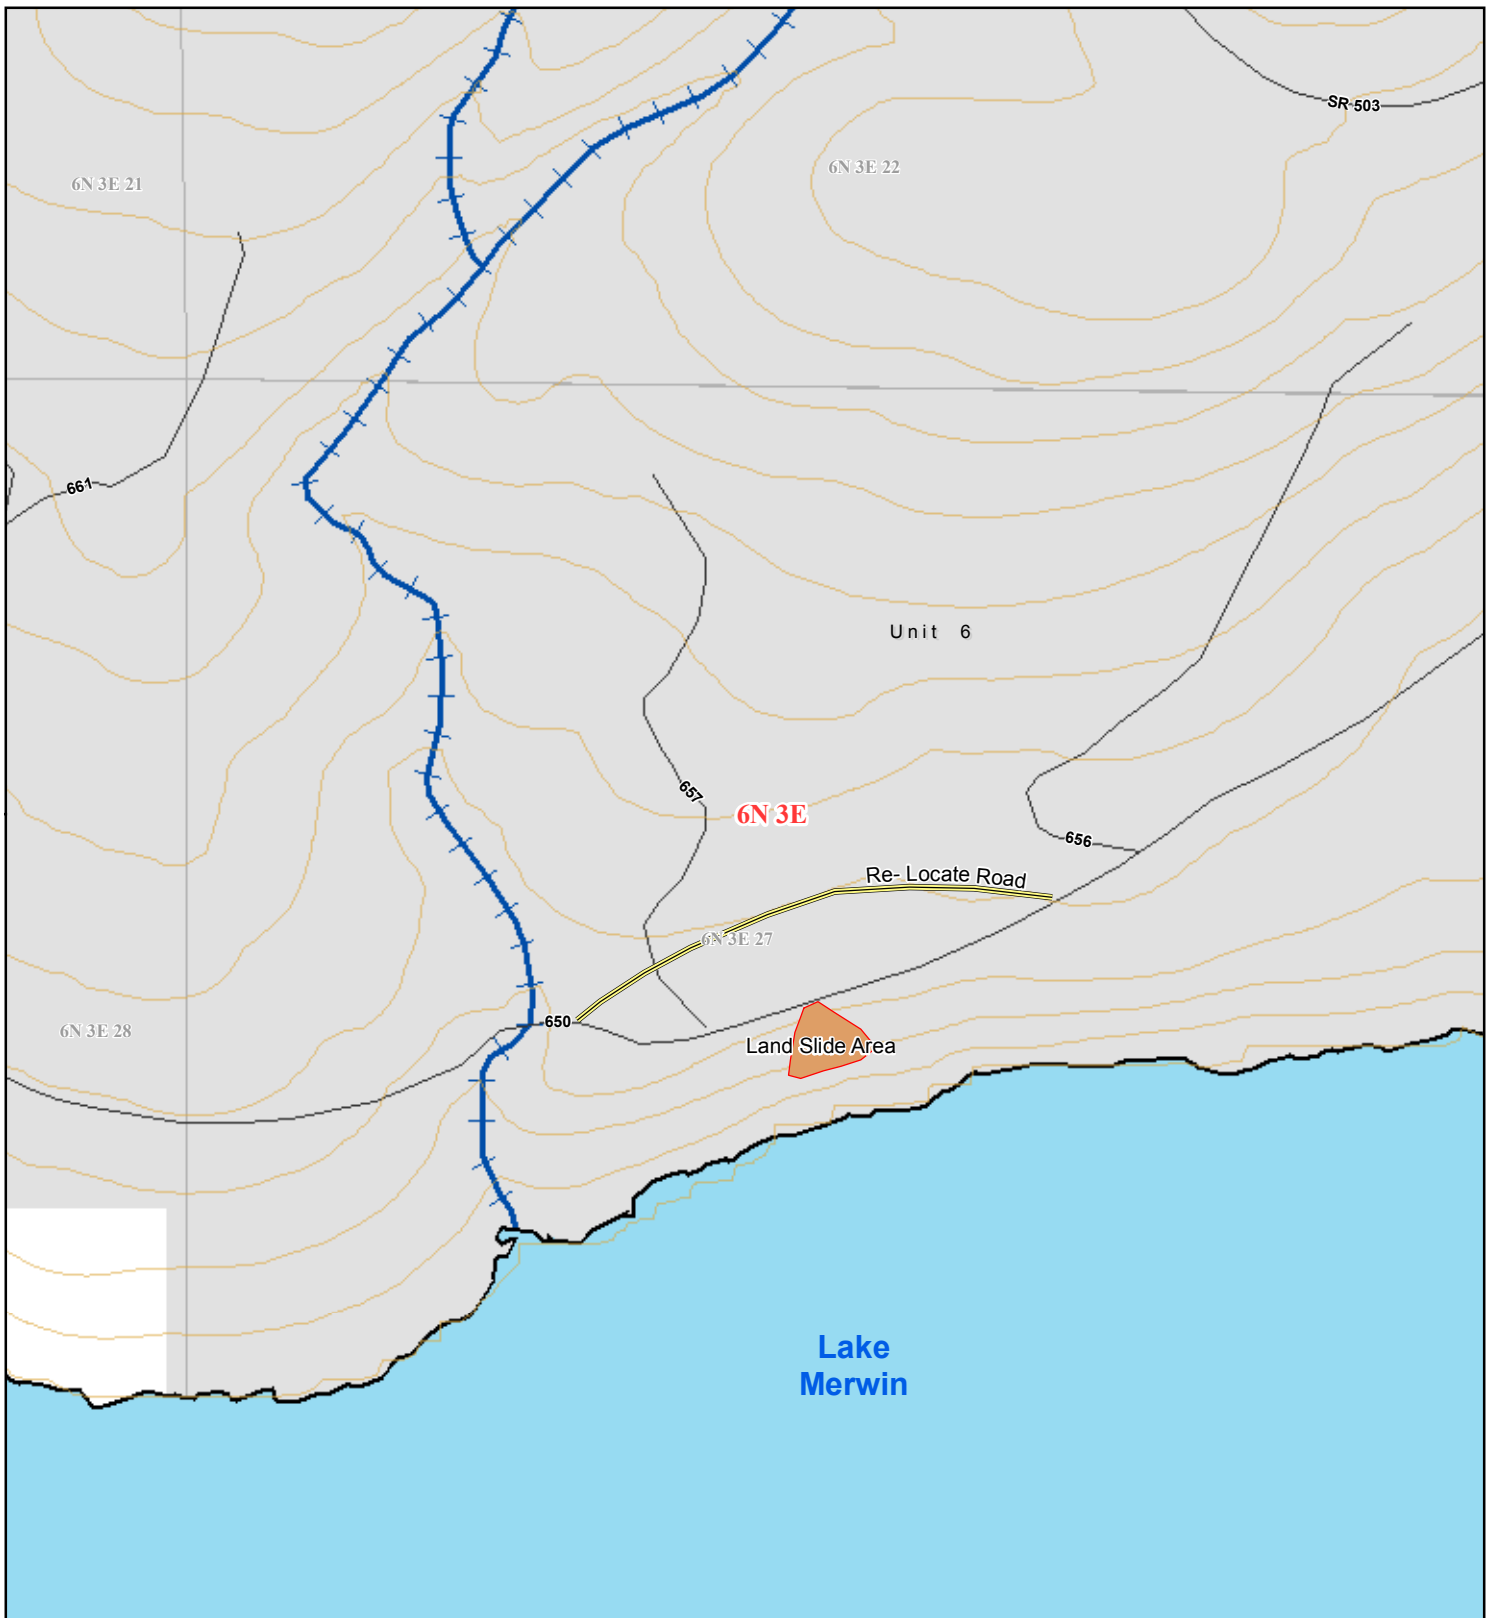 SR 503
6N 3E 22
6N 3E 21
661
Unit 6
657
6N 3E
656
Re- Locate Road
6N 3E 27
650
6N 3E 28
Land Slide Area
Lake
Merwin